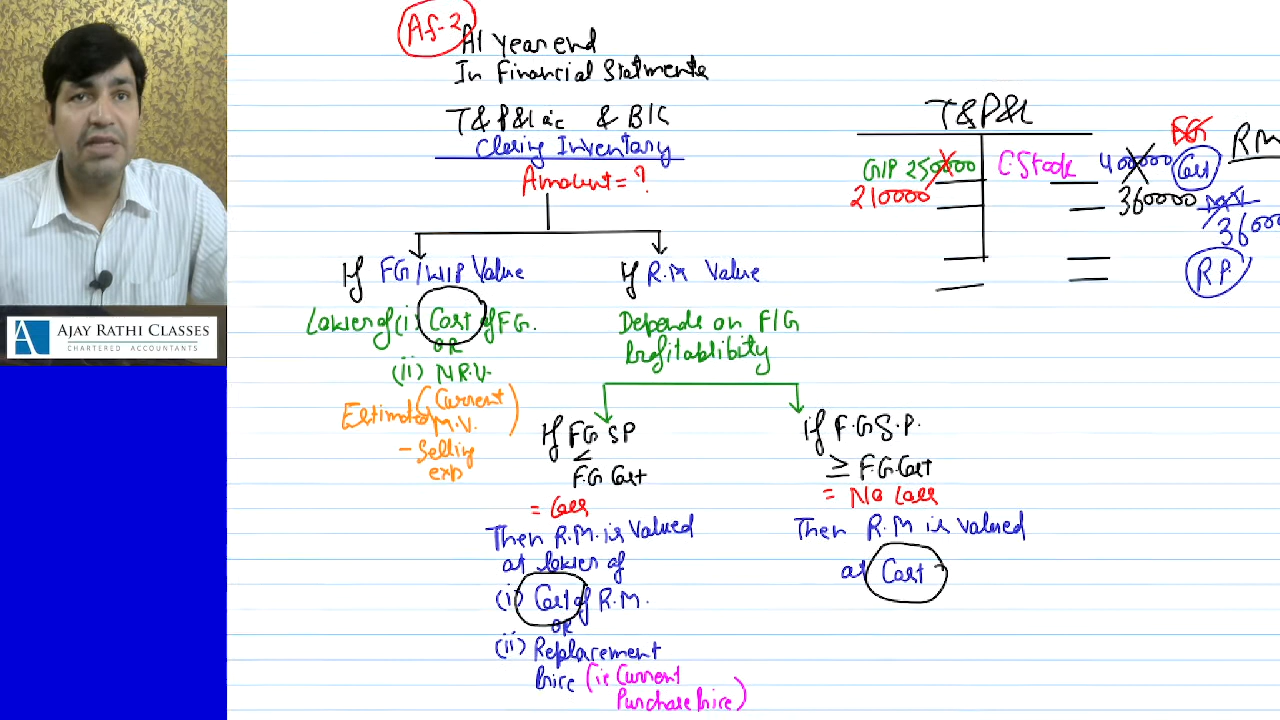 AS-2
At year end
In Financial Statments
T&P&L a/c & B/S
Closing Inventory
Amount = ?
If FG/WIP Value
Lower of (i) Cost of FG.
OR
(ii) N.R.V.
(Current
Estimated M.V.
- Selling
exp
If R.M Value
Depends on F/G
Profitablibity
If FG SP
<
FG Cost
= Loss
Then R.M. is Valued
at lower of
(i) Cost of R.M.
OR
(ii) Replacement
Price (ie Current
Purchase Price)
if F.G S.P.
≥ F.G Cost
= No Loss
Then R.M is Valued
at Cost
T&P&L
G/P 250000
210000
C. Stock
400000
360000
FG
RM
Cost
36000
R.P.
AJAY RATHI CLASSES
CHARTERED ACCOUNTANTS